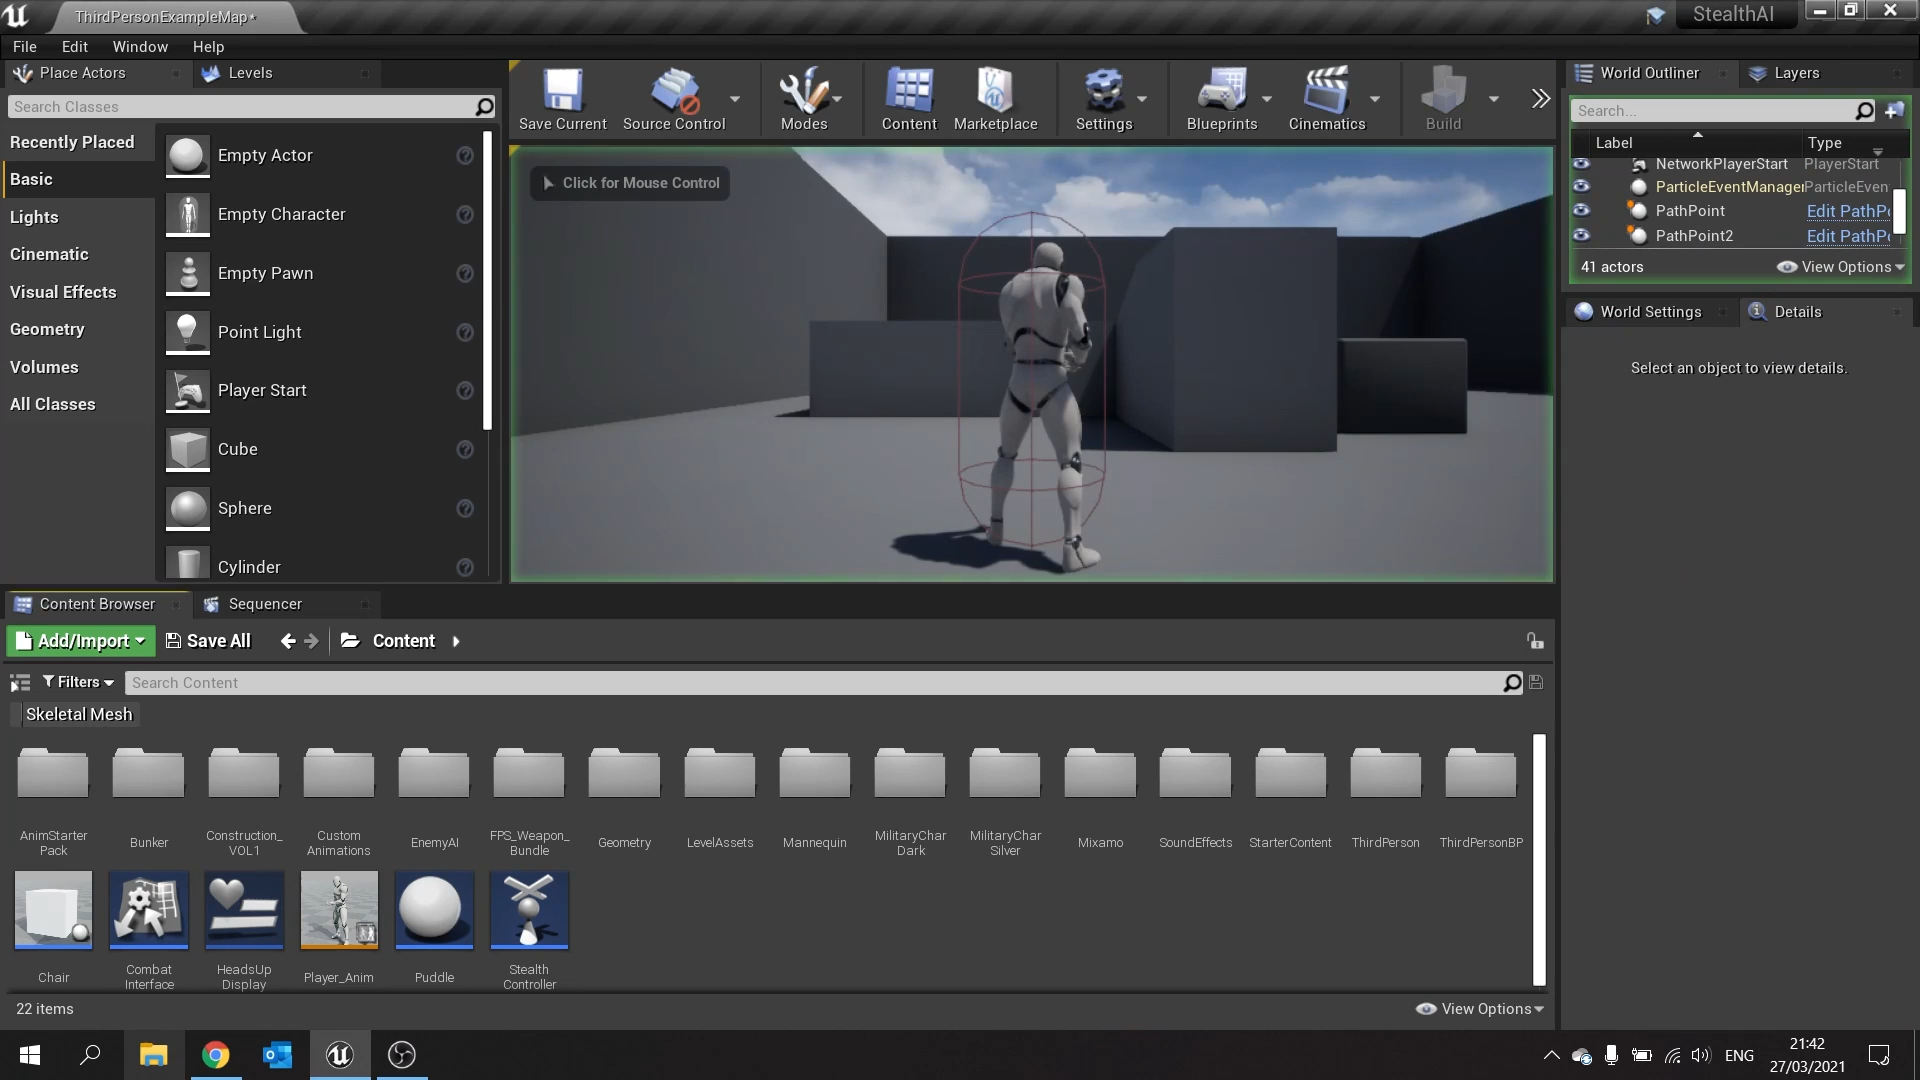 ThirdPersonExampleMap*
StealthAI
File Edit Window Help
Place Actors
Levels
Search Classes
Recently Placed
Basic
Lights
Cinematic
Visual Effects
Geometry
Volumes
All Classes
Empty Actor
Empty Character
Empty Pawn
Point Light
Player Start
Cube
Sphere
Cylinder
Save Current
Source Control
Modes
Content
Marketplace
Settings
Blueprints
Cinematics
Build
Click for Mouse Control
World Outliner
Layers
Search...
Label Type
NetworkPlayerStart PlayerStart
ParticleEventManager ParticleEven
PathPoint Edit PathPo
PathPoint2 Edit PathPo
41 actors
View Options
World Settings
Details
Select an object to view details.
Content Browser
Sequencer
Add/Import
Save All
Content
Filters
Search Content
Skeletal Mesh
AnimStarter
Pack
Bunker
Construction_
VOL1
Custom
Animations
EnemyAI
FPS_Weapon_
Bundle
Geometry
LevelAssets
Mannequin
MilitaryChar
Dark
MilitaryChar
Silver
Mixamo
SoundEffects
StarterContent
ThirdPerson
ThirdPersonBP
Chair
Combat
Interface
HeadsUp
Display
Player_Anim
Puddle
Stealth
Controller
22 items
View Options
ENG
21:42
27/03/2021